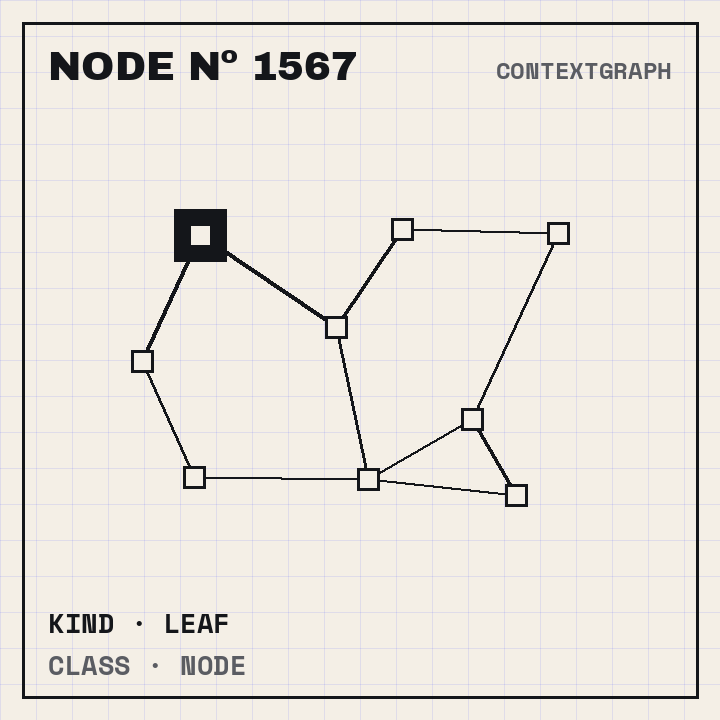 NODE Nº 1567
CONTEXTGRAPH
KIND · LEAF
CLASS · NODE